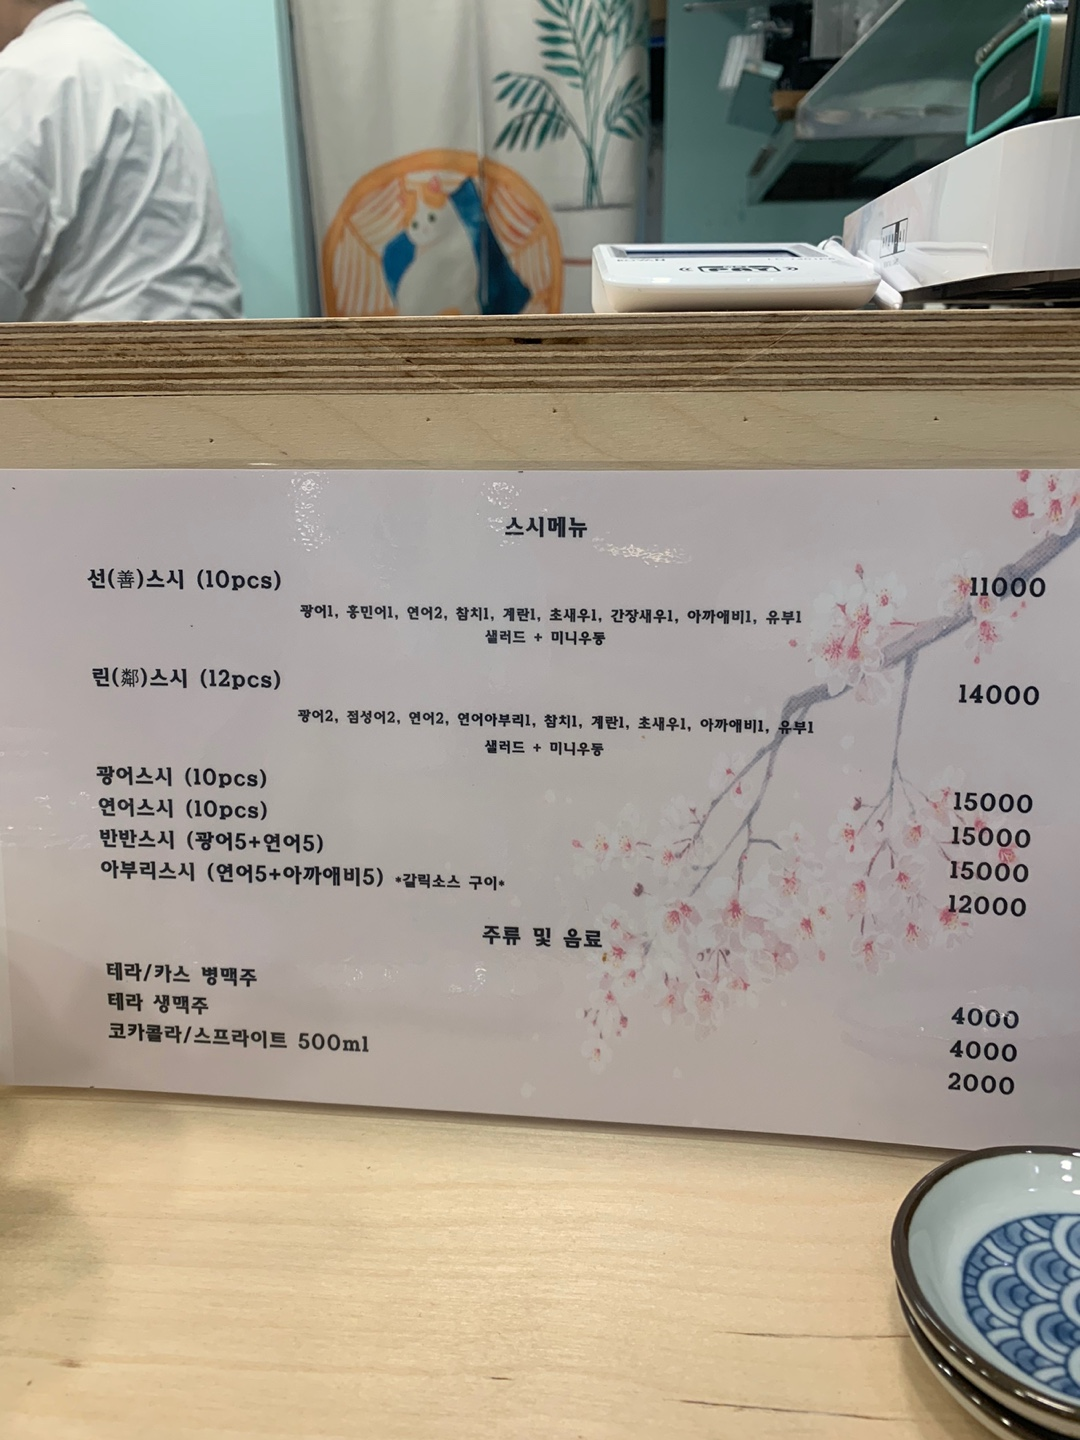 스시메뉴
선(善)스시 (10pcs) 11000
광어1, 홍민어1, 연어2, 참치1, 계란1, 초새우1, 간장새우1, 아까애비1, 유부1
샐러드 + 미니우동
린(鄰)스시 (12pcs) 14000
광어2, 점성어2, 연어2, 연어아부리1, 참치1, 계란1, 초새우1, 아까애비1, 유부1
샐러드 + 미니우동
광어스시 (10pcs) 15000
연어스시 (10pcs) 15000
반반스시 (광어5+연어5) 15000
아부리스시 (연어5+아까애비5) *갈릭소스 구이* 12000
주류 및 음료
테라/카스 병맥주 4000
테라 생맥주 4000
코카콜라/스프라이트 500ml 2000